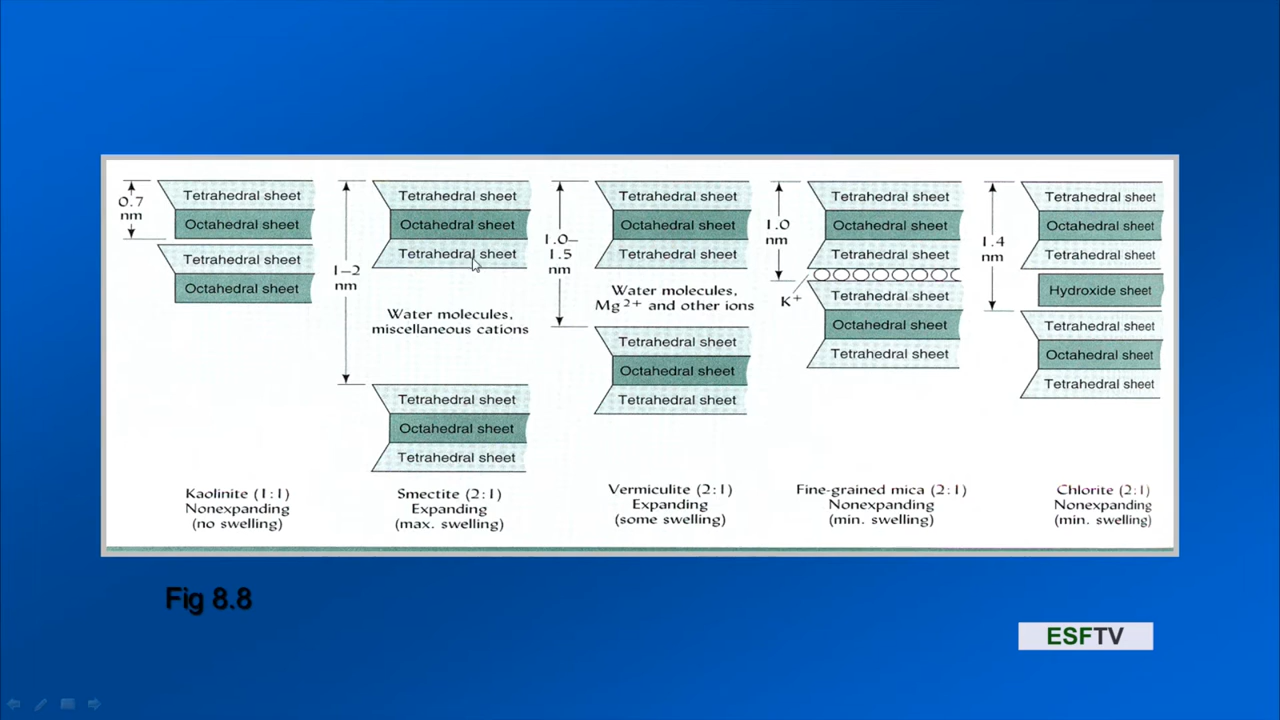 0.7
nm
Tetrahedral sheet
Octahedral sheet
Tetrahedral sheet
Octahedral sheet
Kaolinite (1:1)
Nonexpanding
(no swelling)
1–2
nm
Tetrahedral sheet
Octahedral sheet
Tetrahedral sheet
Water molecules,
miscellaneous cations
Tetrahedral sheet
Octahedral sheet
Tetrahedral sheet
Smectite (2:1)
Expanding
(max. swelling)
1.0–
1.5
nm
Tetrahedral sheet
Octahedral sheet
Tetrahedral sheet
Water molecules,
Mg2+ and other ions
Tetrahedral sheet
Octahedral sheet
Tetrahedral sheet
Vermiculite (2:1)
Expanding
(some swelling)
1.0
nm
Tetrahedral sheet
Octahedral sheet
Tetrahedral sheet
K+
Tetrahedral sheet
Octahedral sheet
Tetrahedral sheet
Fine-grained mica (2:1)
Nonexpanding
(min. swelling)
1.4
nm
Tetrahedral sheet
Octahedral sheet
Tetrahedral sheet
Hydroxide sheet
Tetrahedral sheet
Octahedral sheet
Tetrahedral sheet
Chlorite (2:1)
Nonexpanding
(min. swelling)
Fig 8.8
ESFTV